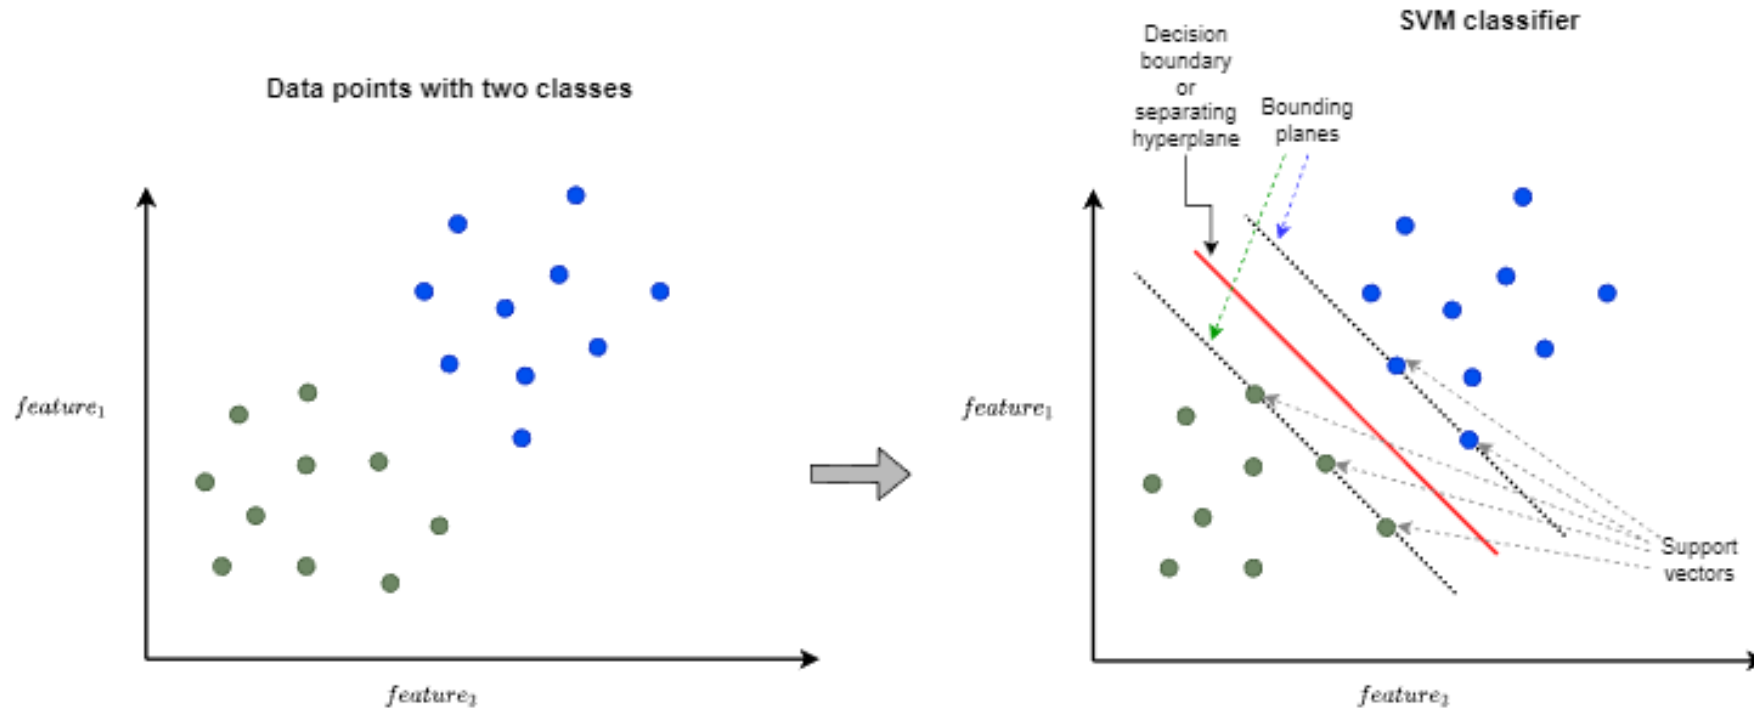 Data points with two classes
feature₁
feature₂
SVM classifier
Decision
boundary
or
separating
hyperplane
Bounding
planes
feature₁
Support
vectors
feature₂